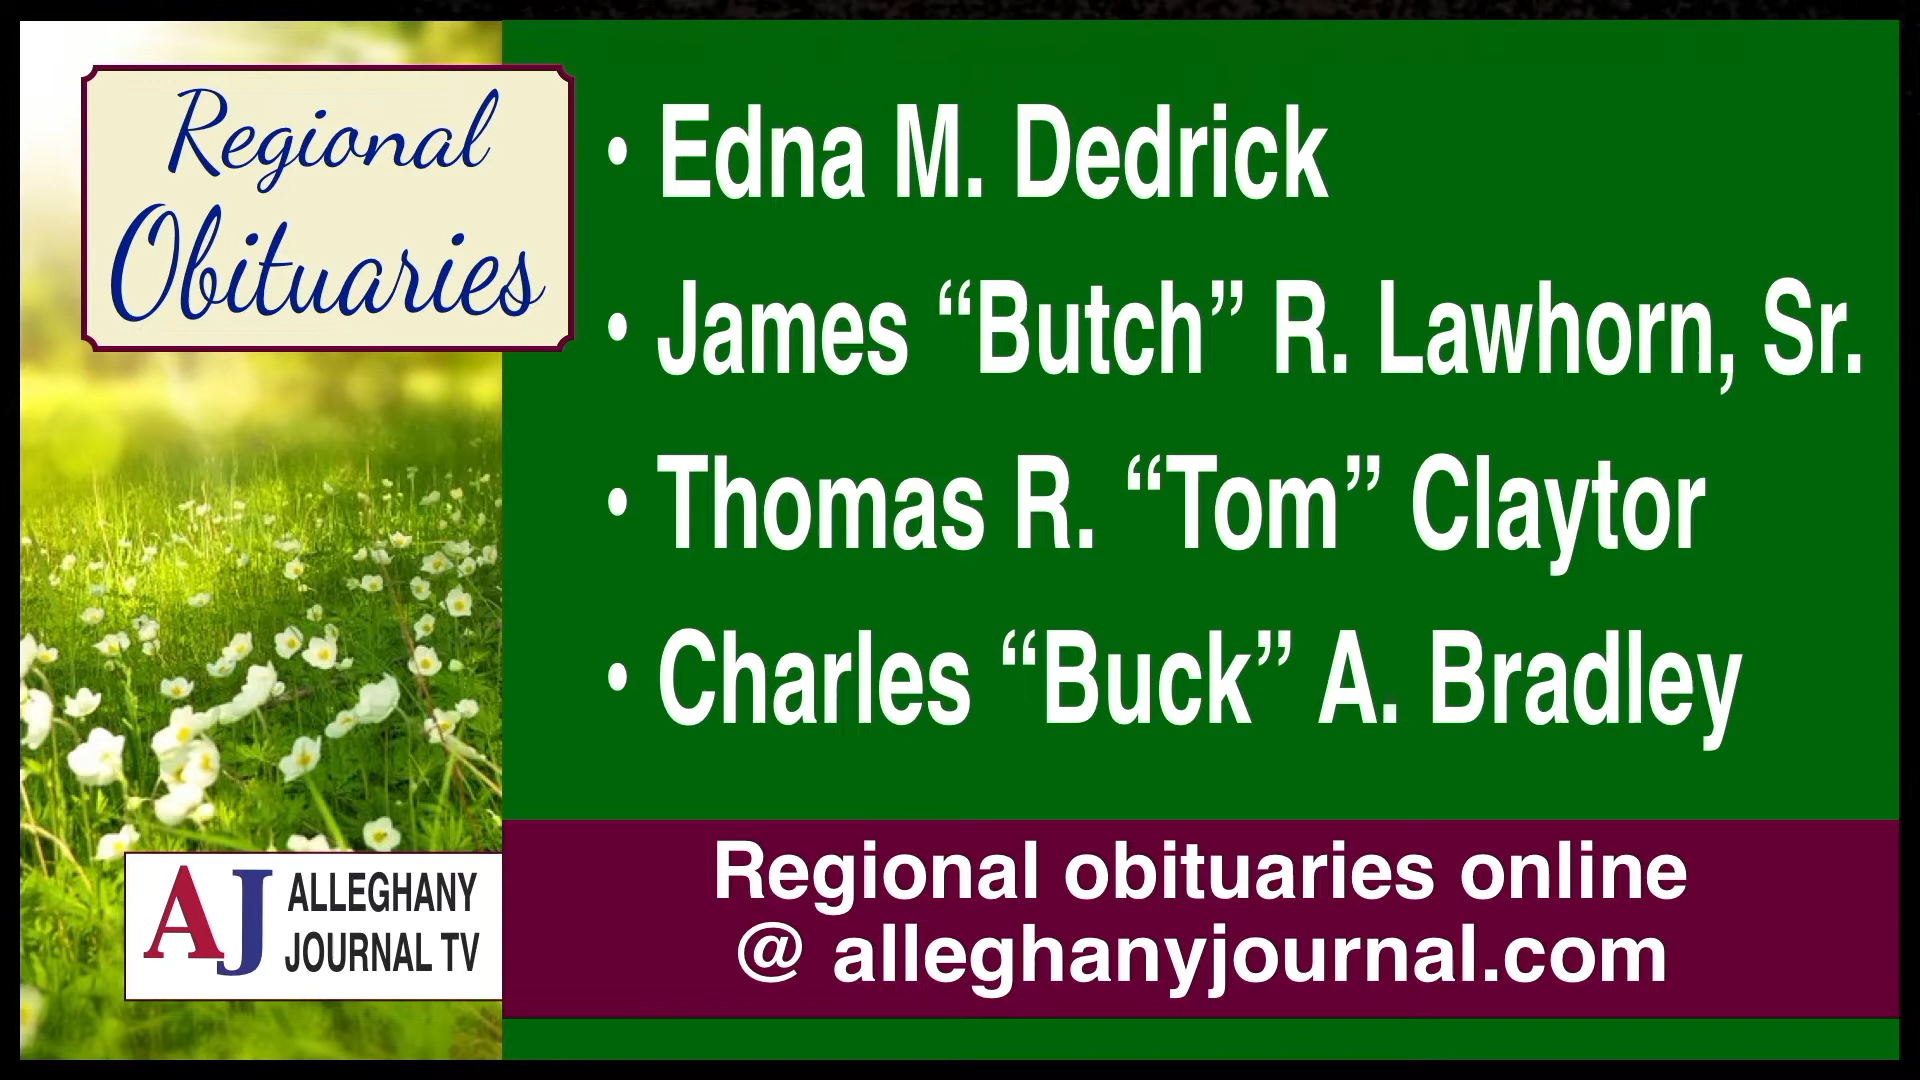 Regional
Obituaries
• Edna M. Dedrick
• James “Butch” R. Lawhorn, Sr.
• Thomas R. “Tom” Claytor
• Charles “Buck” A. Bradley
AJ ALLEGHANY
JOURNAL TV
Regional obituaries online
@ alleghanyjournal.com